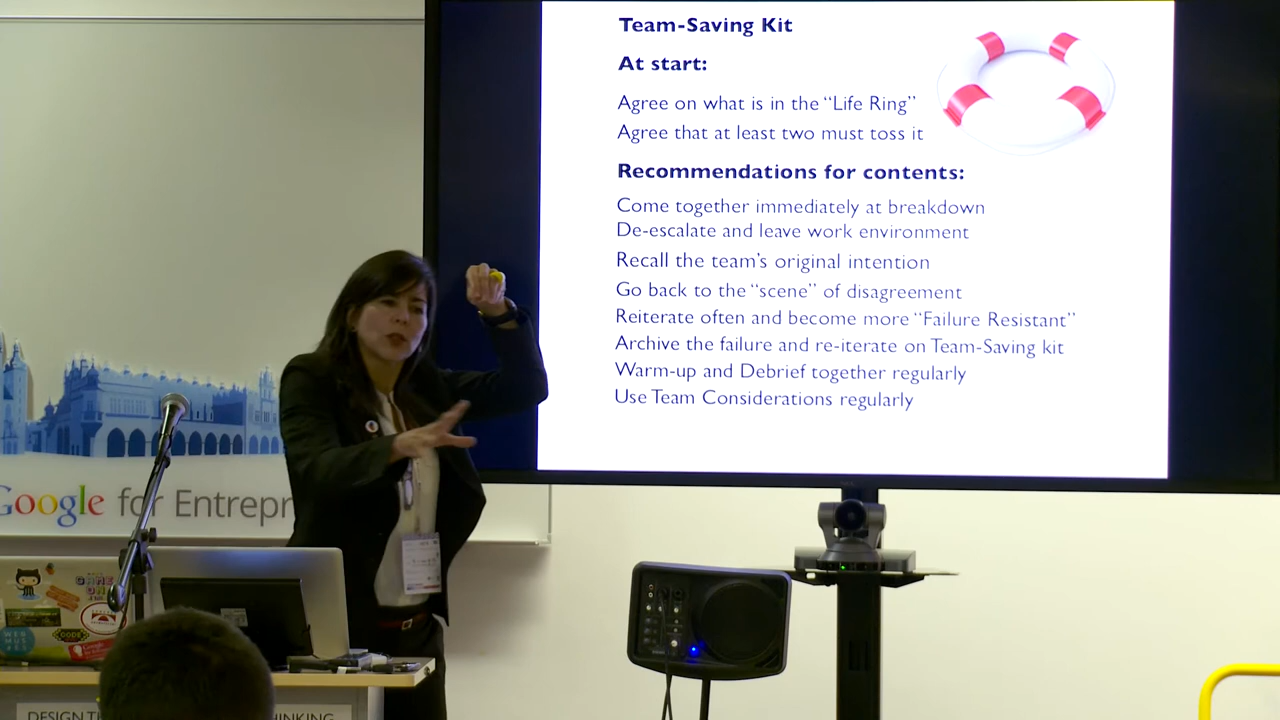 Team-Saving Kit
At start:
Agree on what is in the “Life Ring”
Agree that at least two must toss it
Recommendations for contents:
Come together immediately at breakdown
De-escalate and leave work environment
Recall the team's original intention
Go back to the “scene” of disagreement
Reiterate often and become more “Failure Resistant”
Archive the failure and re-iterate on Team-Saving kit
Warm-up and Debrief together regularly
Use Team Considerations regularly
Google for Entrepr
GAME
CODE
DESIGN TH
HINKING